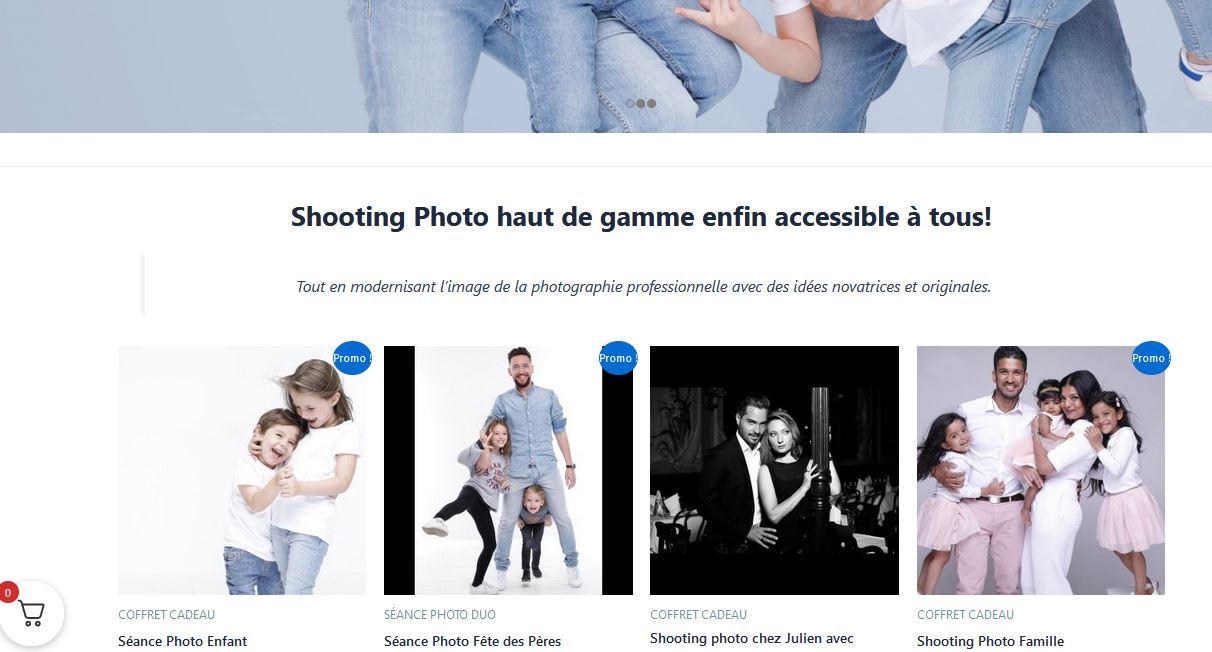 Shooting Photo haut de gamme enfin accessible à tous!
Tout en modernisant l'image de la photographie professionnelle avec des idées novatrices et originales.
Promo !
Promo !
Promo !
0
COFFRET CADEAU
Séance Photo Enfant
SÉANCE PHOTO DUO
Séance Photo Fête des Pères
COFFRET CADEAU
Shooting photo chez Julien avec
COFFRET CADEAU
Shooting Photo Famille